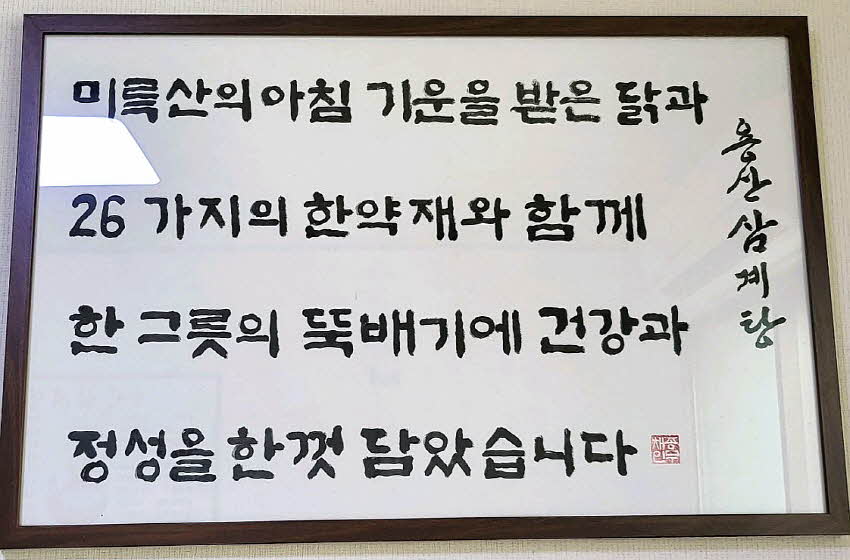 미륵산의 아침 기운을 받은 닭과
26 가지의 한약재와 함께
한 그릇의 뚝배기에 건강과
정성을 한껏 담았습니다
용산삼계탕